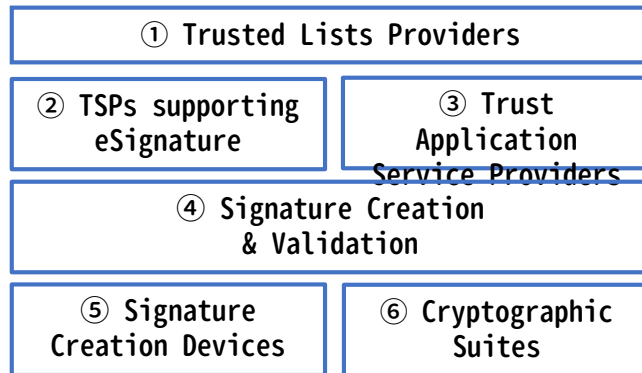 ① Trusted Lists Providers
② TSPs supporting
eSignature
③ Trust
Application
Service Providers
④ Signature Creation
& Validation
⑤ Signature
Creation Devices
⑥ Cryptographic
Suites